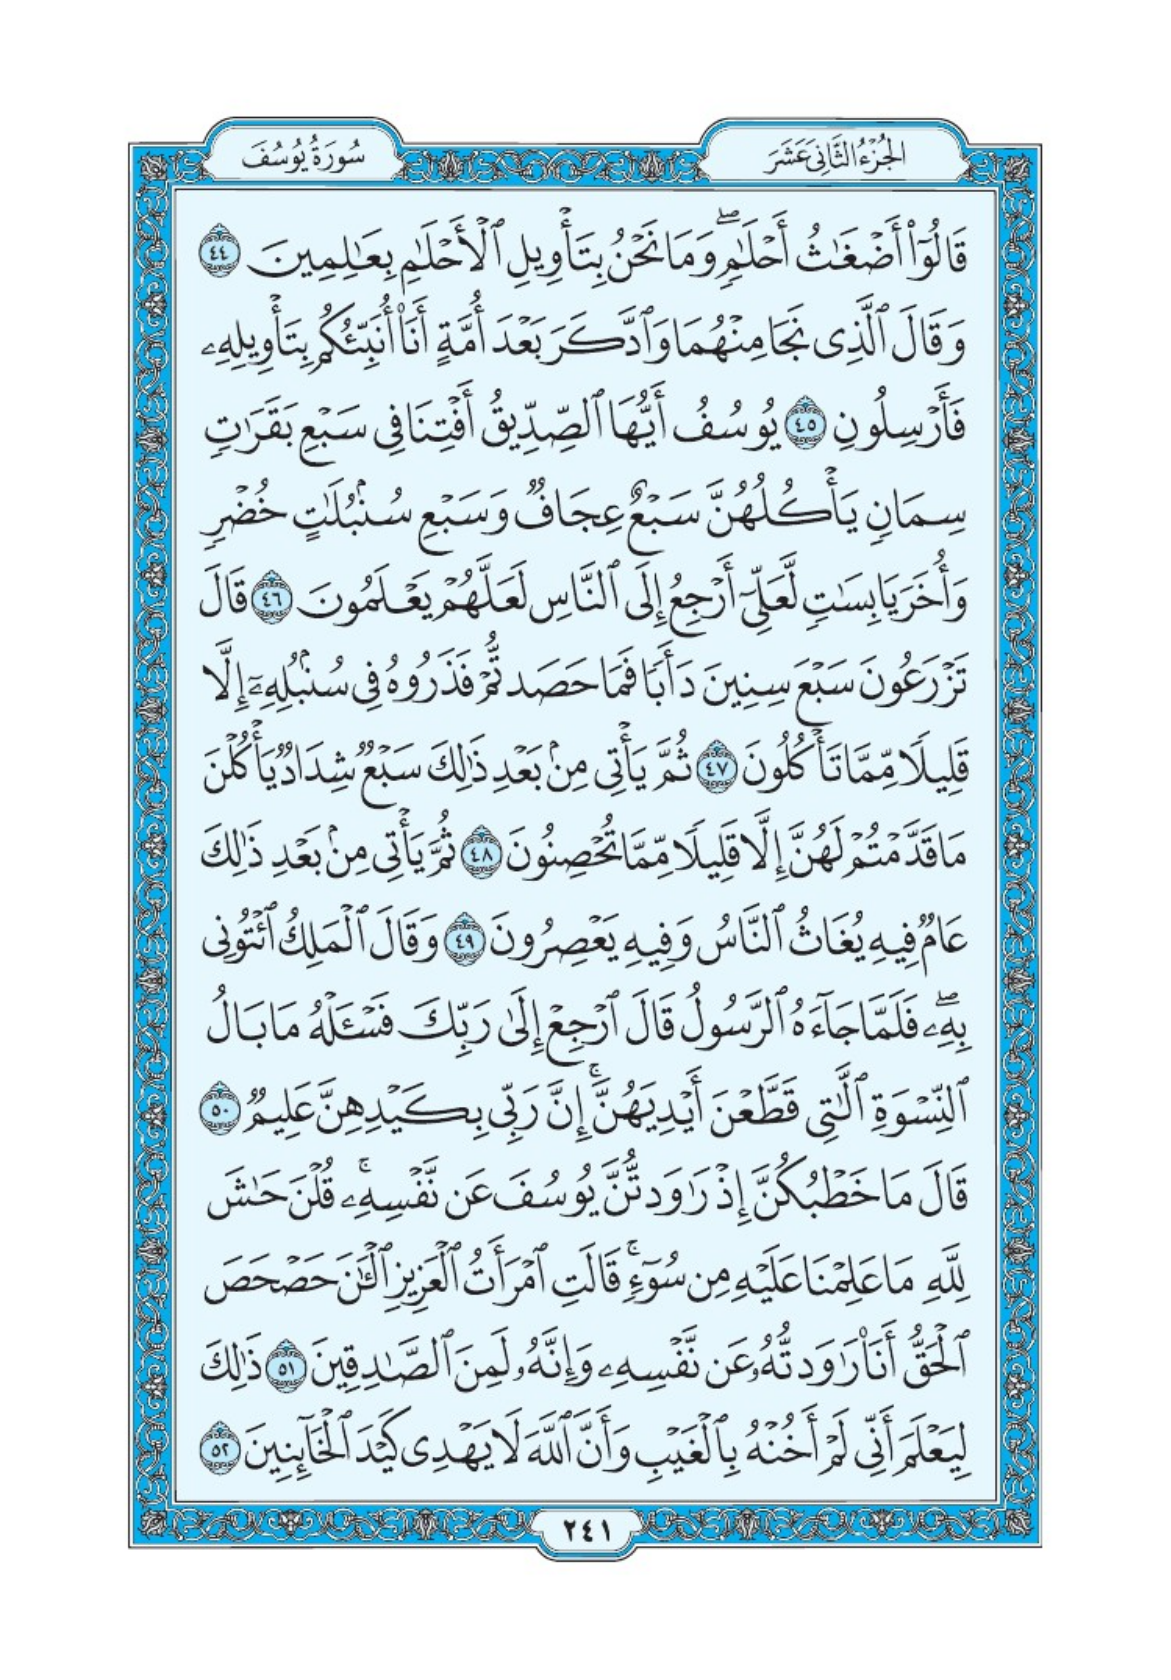 الجُزْءُ الثَّانِي عَشَرَ
سُورَةُ يُوسُفَ
قَالُوٓاْ أَضْغَٰثُ أَحْلَٰمٖۖ وَمَا نَحْنُ بِتَأْوِيلِ ٱلْأَحْلَٰمِ بِعَٰلِمِينَ ٤٤
وَقَالَ ٱلَّذِى نَجَا مِنْهُمَا وَٱدَّكَرَ بَعْدَ أُمَّةٍ أَنَا۠ أُنَبِّئُكُم بِتَأْوِيلِهِۦ
فَأَرْسِلُونِ ٤٥ يُوسُفُ أَيُّهَا ٱلصِّدِّيقُ أَفْتِنَا فِى سَبْعِ بَقَرَٰتٖ
سِمَانٖ يَأْكُلُهُنَّ سَبْعٌ عِجَافٞ وَسَبْعِ سُنۢبُلَٰتٍ خُضْرٖ
وَأُخَرَ يَابِسَٰتٖ لَّعَلِّىٓ أَرْجِعُ إِلَى ٱلنَّاسِ لَعَلَّهُمْ يَعْلَمُونَ ٤٦ قَالَ
تَزْرَعُونَ سَبْعَ سِنِينَ دَأَبٗا فَمَا حَصَدتُّمْ فَذَرُوهُ فِى سُنۢبُلِهِۦٓ إِلَّا
قَلِيلٗا مِّمَّا تَأْكُلُونَ ٤٧ ثُمَّ يَأْتِى مِنۢ بَعْدِ ذَٰلِكَ سَبْعٞ شِدَادٞ يَأْكُلْنَ
مَا قَدَّمْتُمْ لَهُنَّ إِلَّا قَلِيلٗا مِّمَّا تُحْصِنُونَ ٤٨ ثُمَّ يَأْتِى مِنۢ بَعْدِ ذَٰلِكَ
عَامٞ فِيهِ يُغَاثُ ٱلنَّاسُ وَفِيهِ يَعْصِرُونَ ٤٩ وَقَالَ ٱلْمَلِكُ ٱئْتُونِى
بِهِۦۖ فَلَمَّا جَآءَهُ ٱلرَّسُولُ قَالَ ٱرْجِعْ إِلَىٰ رَبِّكَ فَسْـَٔلْهُ مَا بَالُ
ٱلنِّسْوَةِ ٱلَّٰتِى قَطَّعْنَ أَيْدِيَهُنَّۚ إِنَّ رَبِّى بِكَيْدِهِنَّ عَلِيمٞ ٥٠
قَالَ مَا خَطْبُكُنَّ إِذْ رَٰوَدتُّنَّ يُوسُفَ عَن نَّفْسِهِۦۚ قُلْنَ حَٰشَ
لِلَّهِ مَا عَلِمْنَا عَلَيْهِ مِن سُوٓءٖۚ قَالَتِ ٱمْرَأَتُ ٱلْعَزِيزِ ٱلْـَٰٔنَ حَصْحَصَ
ٱلْحَقُّ أَنَا۠ رَٰوَدتُّهُۥ عَن نَّفْسِهِۦ وَإِنَّهُۥ لَمِنَ ٱلصَّٰدِقِينَ ٥١ ذَٰلِكَ
لِيَعْلَمَ أَنِّى لَمْ أَخُنْهُ بِٱلْغَيْبِ وَأَنَّ ٱللَّهَ لَا يَهْدِى كَيْدَ ٱلْخَآئِنِينَ ٥٢
٢٤١